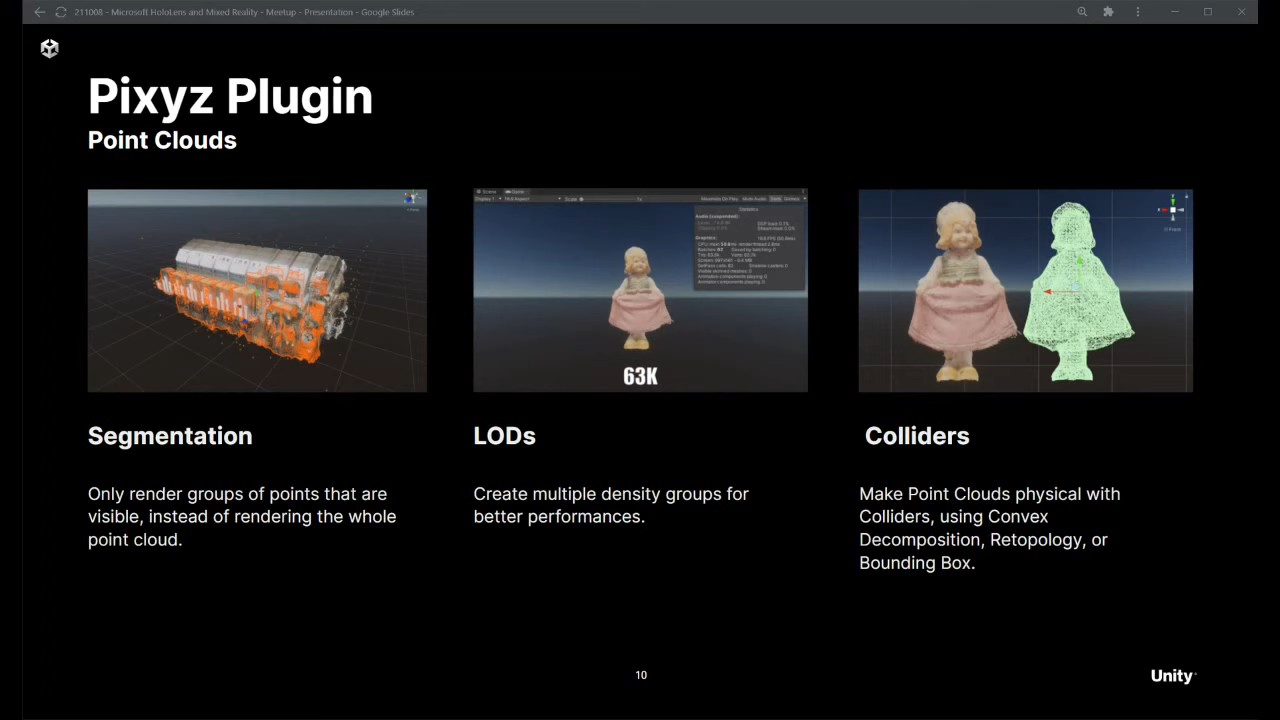 211008 - Microsoft HoloLens and Mixed Reality - Meetup - Presentation - Google Slides
Pixyz Plugin
Point Clouds
63K
Segmentation
LODs
Colliders
Only render groups of points that are
visible, instead of rendering the whole
point cloud.
Create multiple density groups for
better performances.
Make Point Clouds physical with
Colliders, using Convex
Decomposition, Retopology, or
Bounding Box.
10
Unity